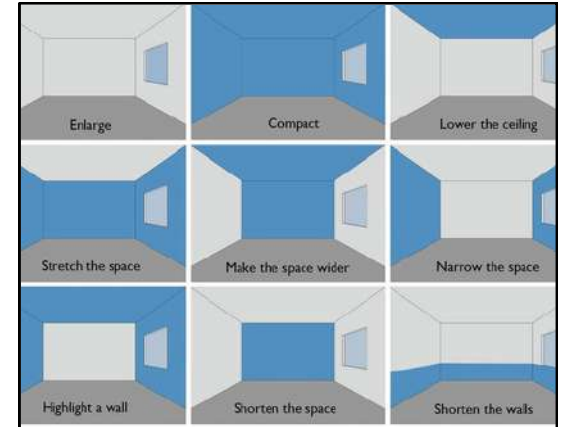 Enlarge
Compact
Lower the ceiling
Stretch the space
Make the space wider
Narrow the space
Highlight a wall
Shorten the space
Shorten the walls